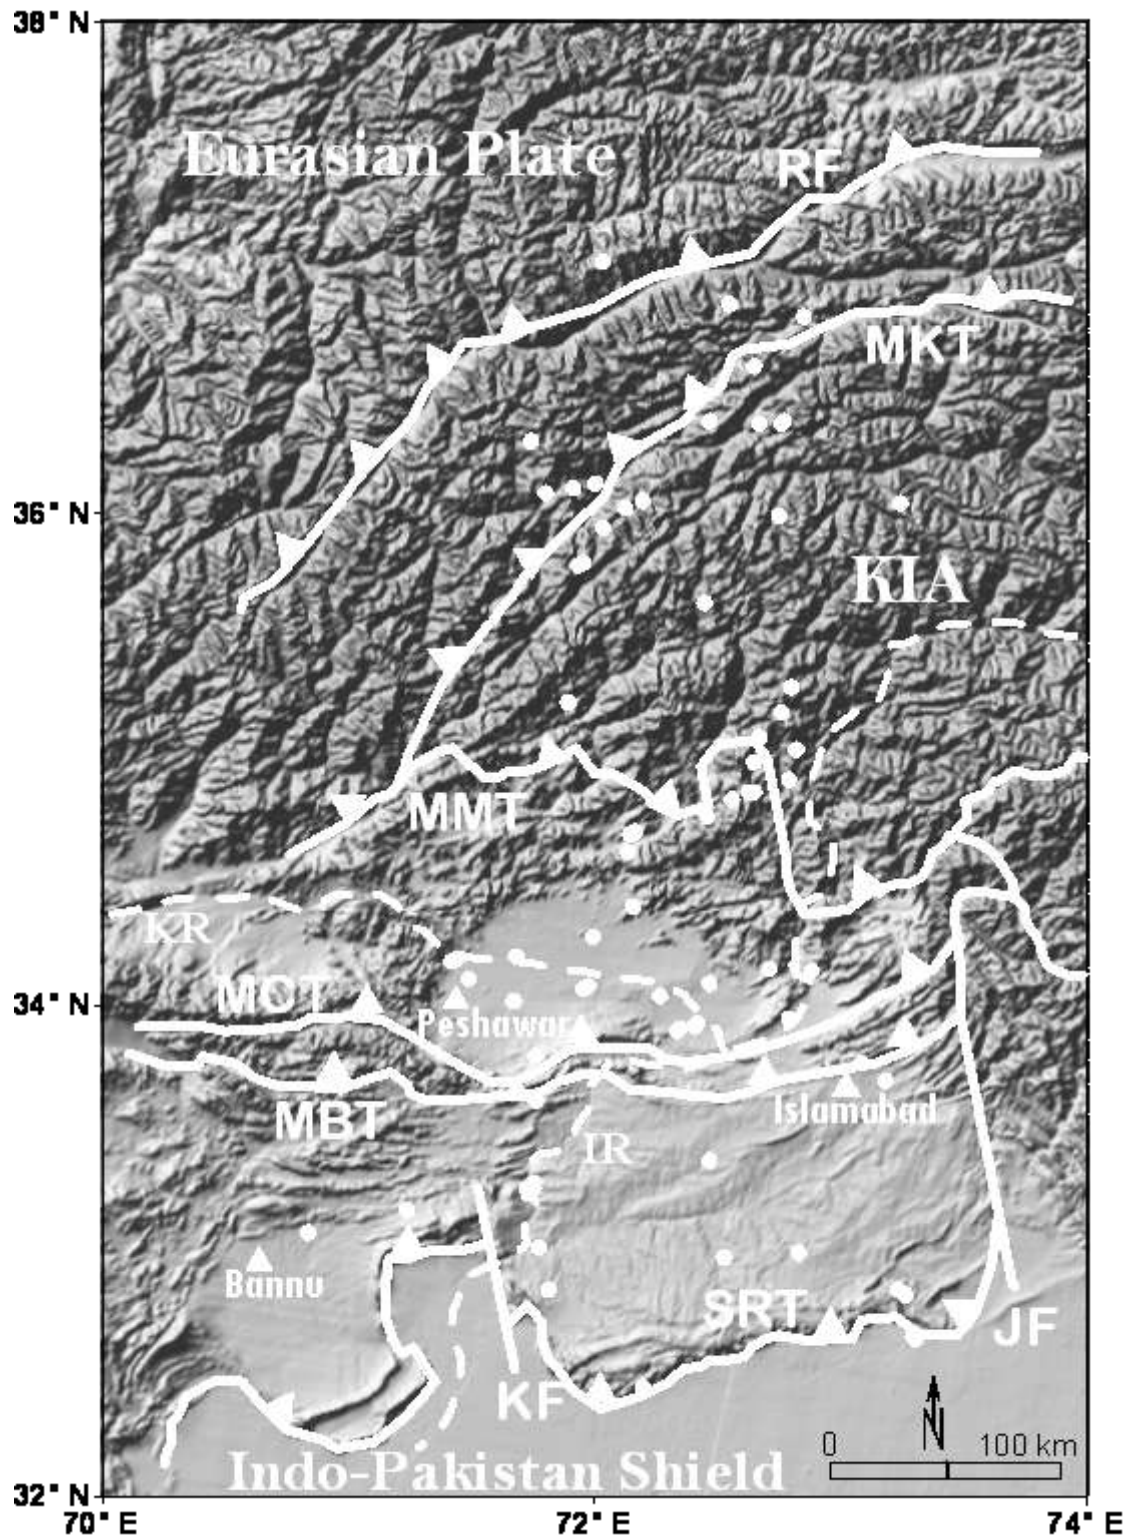 38° N
Eurasian Plate
RF
MKT
36° N
KIA
MMT
KR
MCT
34° N
Peshawar
MBT
Islamabad
IR
Bannu
SRT
JF
KF
N
0 100 km
Indo-Pakistan Shield
32° N
70° E 72° E 74° E